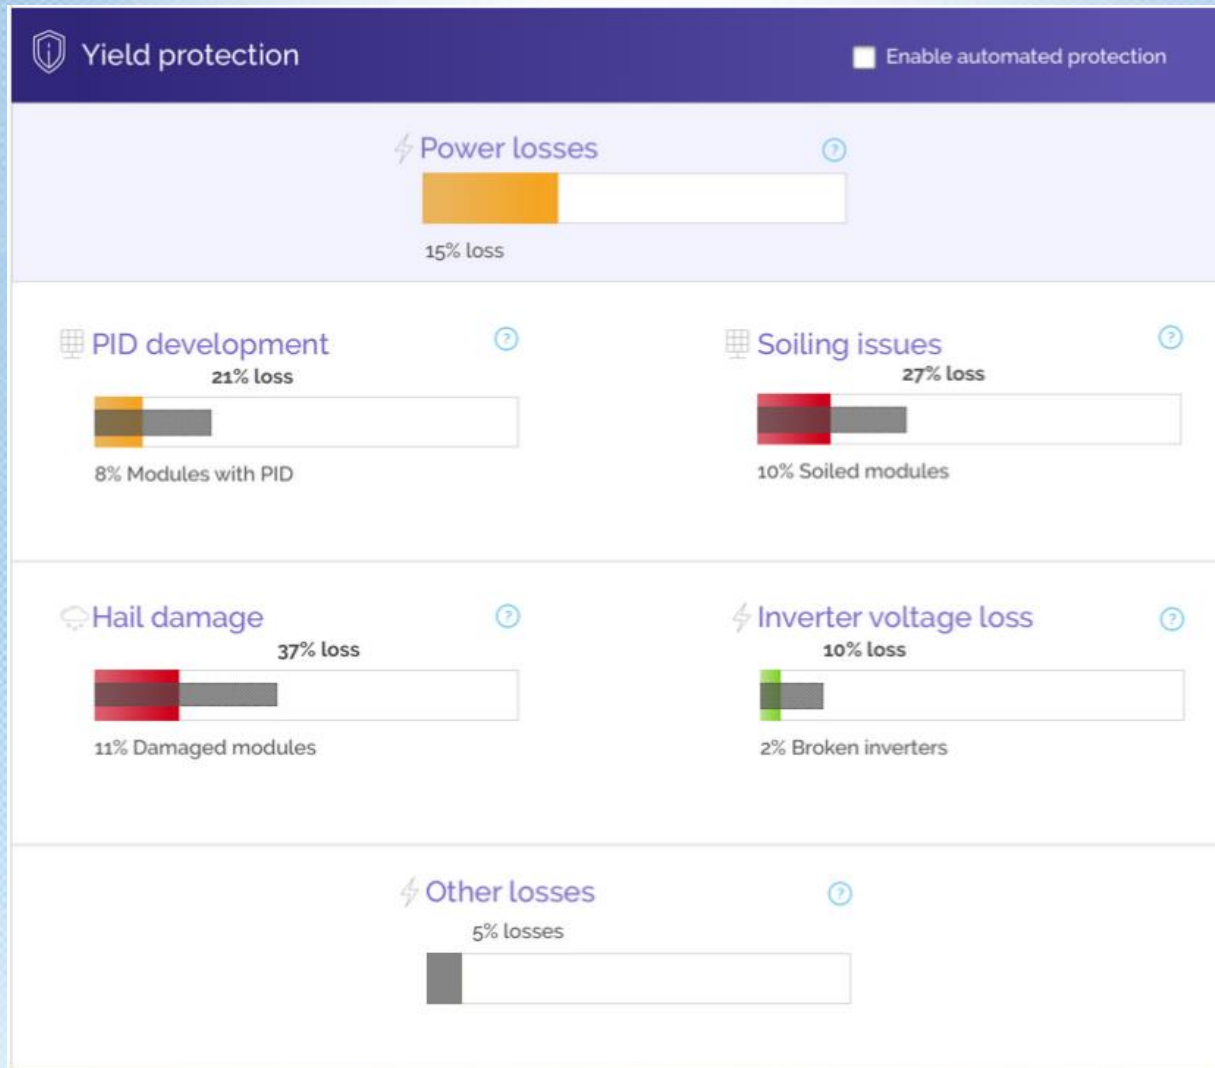 Yield protection
Enable automated protection
Power losses
?
15% loss
PID development
?
21% loss
8% Modules with PID
Soiling issues
?
27% loss
10% Soiled modules
Hail damage
?
37% loss
11% Damaged modules
Inverter voltage loss
?
10% loss
2% Broken inverters
Other losses
?
5% losses